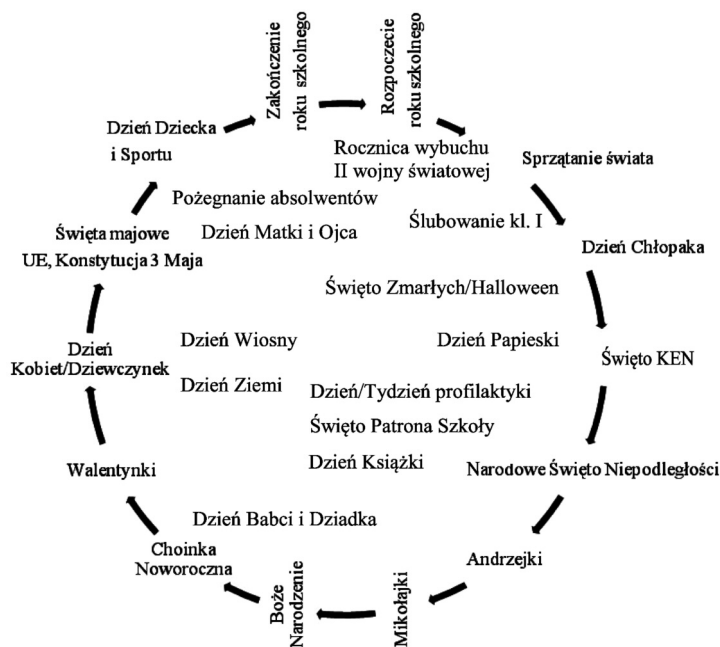 Zakończenie
roku szkolnego
Rozpoczecie
roku szkolnego
Dzień Dziecka
i Sportu
Rocznica wybuchu
II wojny światowej
Sprzątanie świata
Pożegnanie absolwentów
Ślubowanie kl. I
Święta majowe
UE, Konstytucja 3 Maja
Dzień Matki i Ojca
Dzień Chłopaka
Święto Zmarłych/Halloween
Dzień Wiosny
Dzień Papieski
Dzień
Kobiet/Dziewczynek
Święto KEN
Dzień Ziemi
Dzień/Tydzień profilaktyki
Święto Patrona Szkoły
Dzień Książki
Walentynki
Narodowe Święto Niepodległości
Dzień Babci i Dziadka
Choinka
Noworoczna
Andrzejki
Boże
Narodzenie
Mikołajki